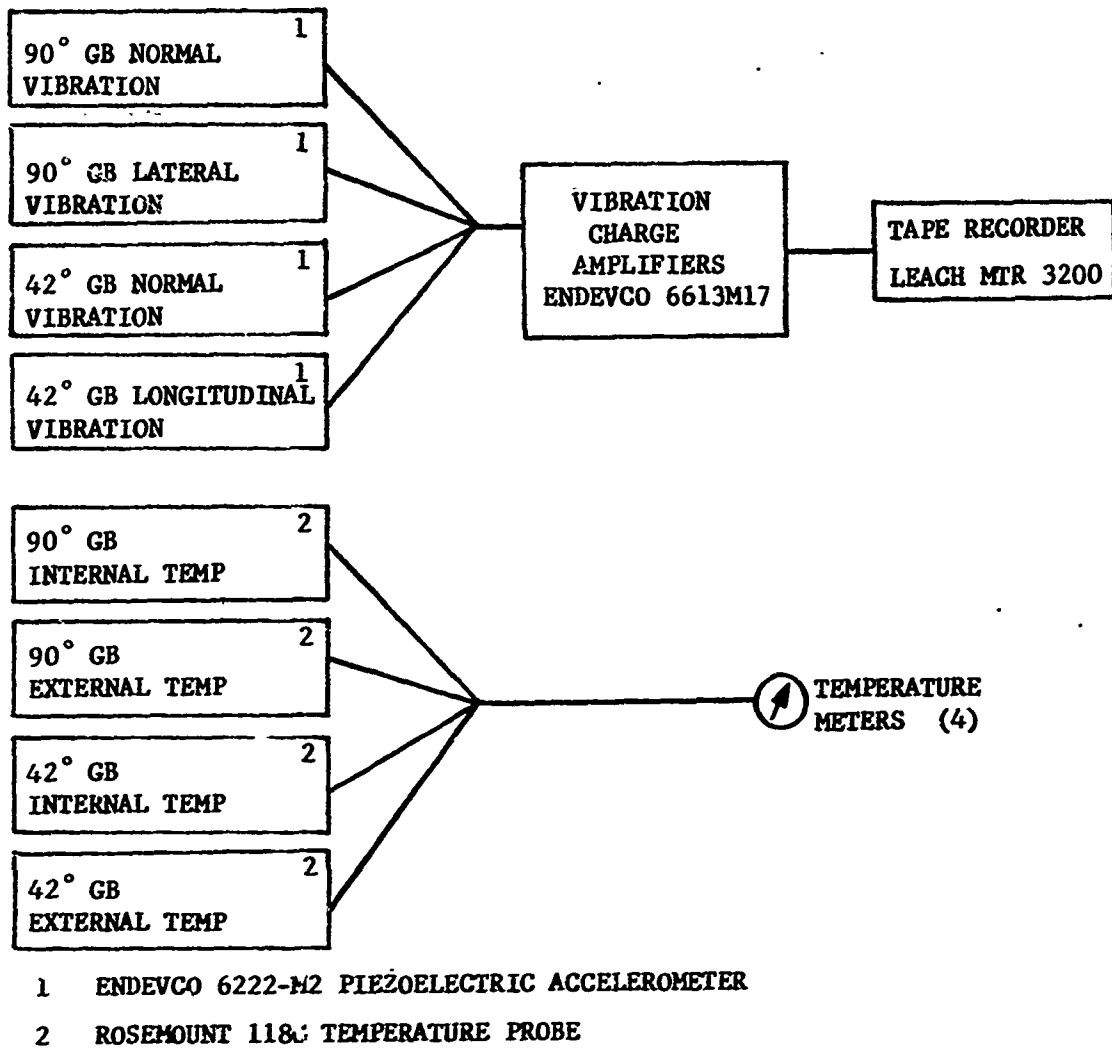 1
90° GB NORMAL
VIBRATION
1
90° GB LATERAL
VIBRATION
1
42° GB NORMAL
VIBRATION
1
42° GB LONGITUDINAL
VIBRATION
VIBRATION
CHARGE
AMPLIFIERS
ENDEVCO 6613M17
TAPE RECORDER
LEACH MTR 3200
2
90° GB
INTERNAL TEMP
2
90° GB
EXTERNAL TEMP
2
42° GB
INTERNAL TEMP
2
42° GB
EXTERNAL TEMP
TEMPERATURE
METERS (4)
1 ENDEVCO 6222-M2 PIEZOELECTRIC ACCELEROMETER
2 ROSEMOUNT TEMPERATURE PROBE